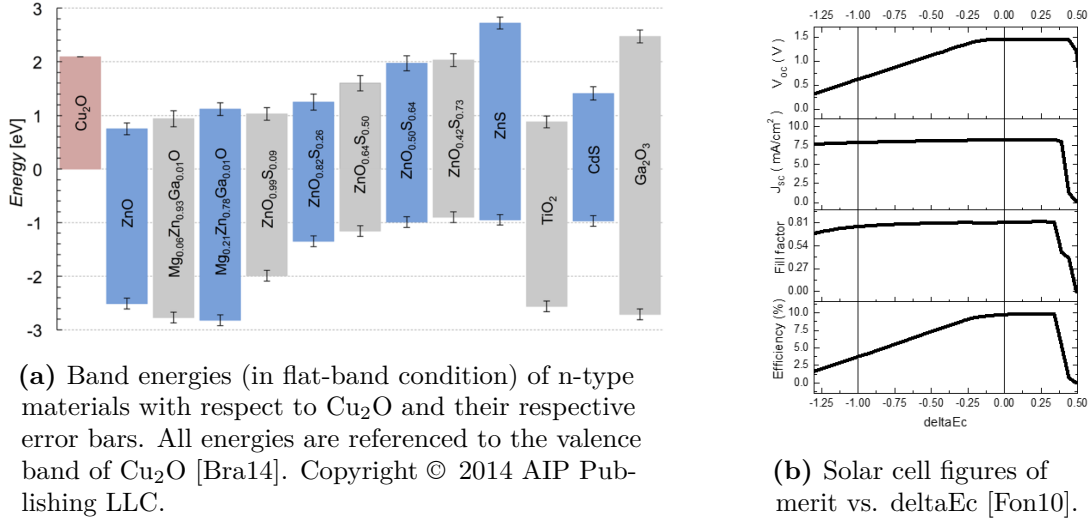 3
2
1
0
-1
-2
-3
Energy [eV]
Cu₂O
ZnO
Mg₀.₀₆Zn₀.₉₃Ga₀.₀₁O
Mg₀.₂₁Zn₀.₇₈Ga₀.₀₁O
ZnO₀.₉₉S₀.₀₉
ZnO₀.₈₂S₀.₂₆
ZnO₀.₆₄S₀.₅₀
ZnO₀.₅₀S₀.₆₄
ZnO₀.₄₂S₀.₇₃
ZnS
TiO₂
CdS
Ga₂O₃
(a) Band energies (in flat-band condition) of n-type
materials with respect to Cu₂O and their respective
error bars. All energies are referenced to the valence
band of Cu₂O [Bra14]. Copyright © 2014 AIP Pub-
lishing LLC.
-1.25 -1.00 -0.75 -0.50 -0.25 0.00 0.25 0.50
V_oc (V)
1.5
1.0
0.5
0.0
J_sc (mA/cm²)
10.0
7.5
5.0
2.5
0.0
Fill factor
0.81
0.54
0.27
0.00
Efficiency (%)
10.0
7.5
5.0
2.5
0.0
-1.25 -1.00 -0.75 -0.50 -0.25 0.00 0.25 0.50
deltaEc
(b) Solar cell figures of
merit vs. deltaEc [Fon10].